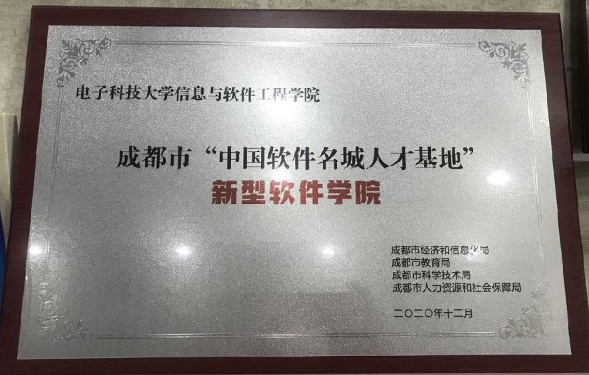 电子科技大学信息与软件工程学院
成都市“中国软件名城人才基地”
新型软件学院
成都市经济和信息化局
成都市教育局
成都市科学技术局
成都市人力资源和社会保障局
二〇二〇年十二月